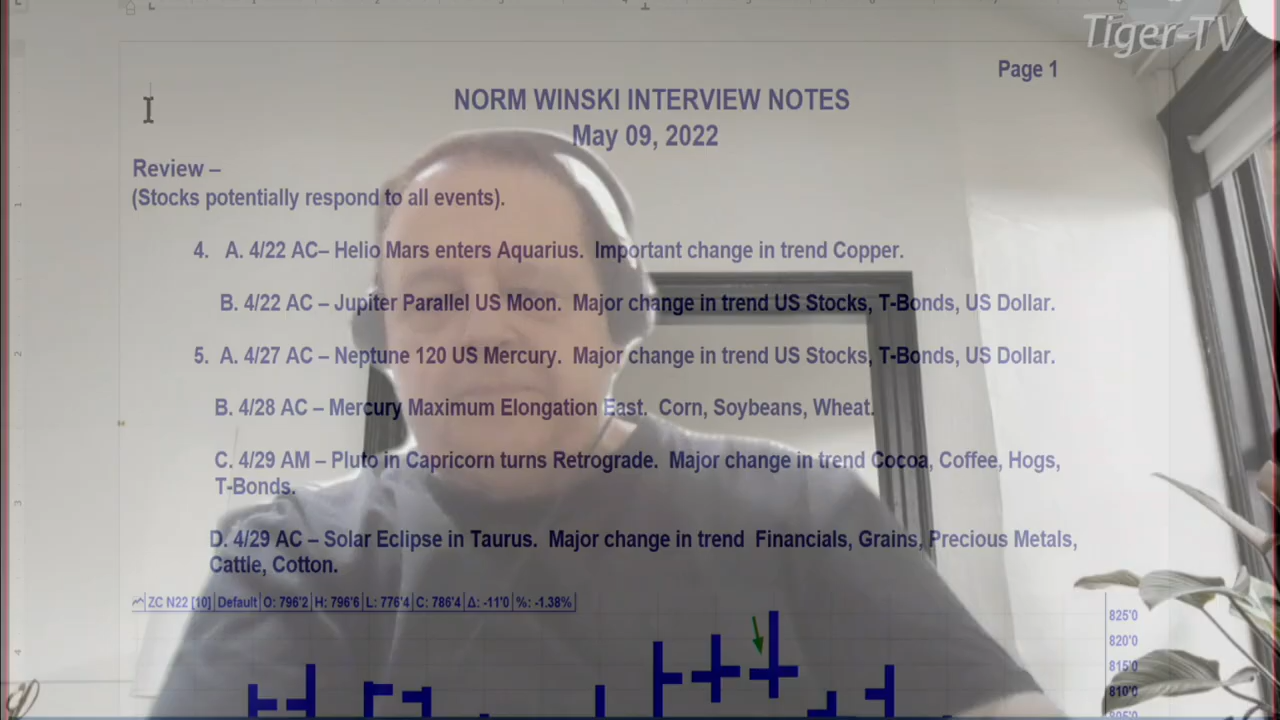 Tiger-TV
Page 1
NORM WINSKI INTERVIEW NOTES
May 09, 2022
Review –
(Stocks potentially respond to all events).
4. A. 4/22 AC– Helio Mars enters Aquarius. Important change in trend Copper.
B. 4/22 AC – Jupiter Parallel US Moon. Major change in trend US Stocks, T-Bonds, US Dollar.
5. A. 4/27 AC – Neptune 120 US Mercury. Major change in trend US Stocks, T-Bonds, US Dollar.
B. 4/28 AC – Mercury Maximum Elongation East. Corn, Soybeans, Wheat.
C. 4/29 AM – Pluto in Capricorn turns Retrograde. Major change in trend Cocoa, Coffee, Hogs,
T-Bonds.
D. 4/29 AC – Solar Eclipse in Taurus. Major change in trend Financials, Grains, Precious Metals,
Cattle, Cotton.
ZC N22 [10] Default O: 796'2 H: 796'6 L: 776'4 C: 786'4 Δ: -11'0 %: -1.38%
825'0
820'0
815'0
810'0